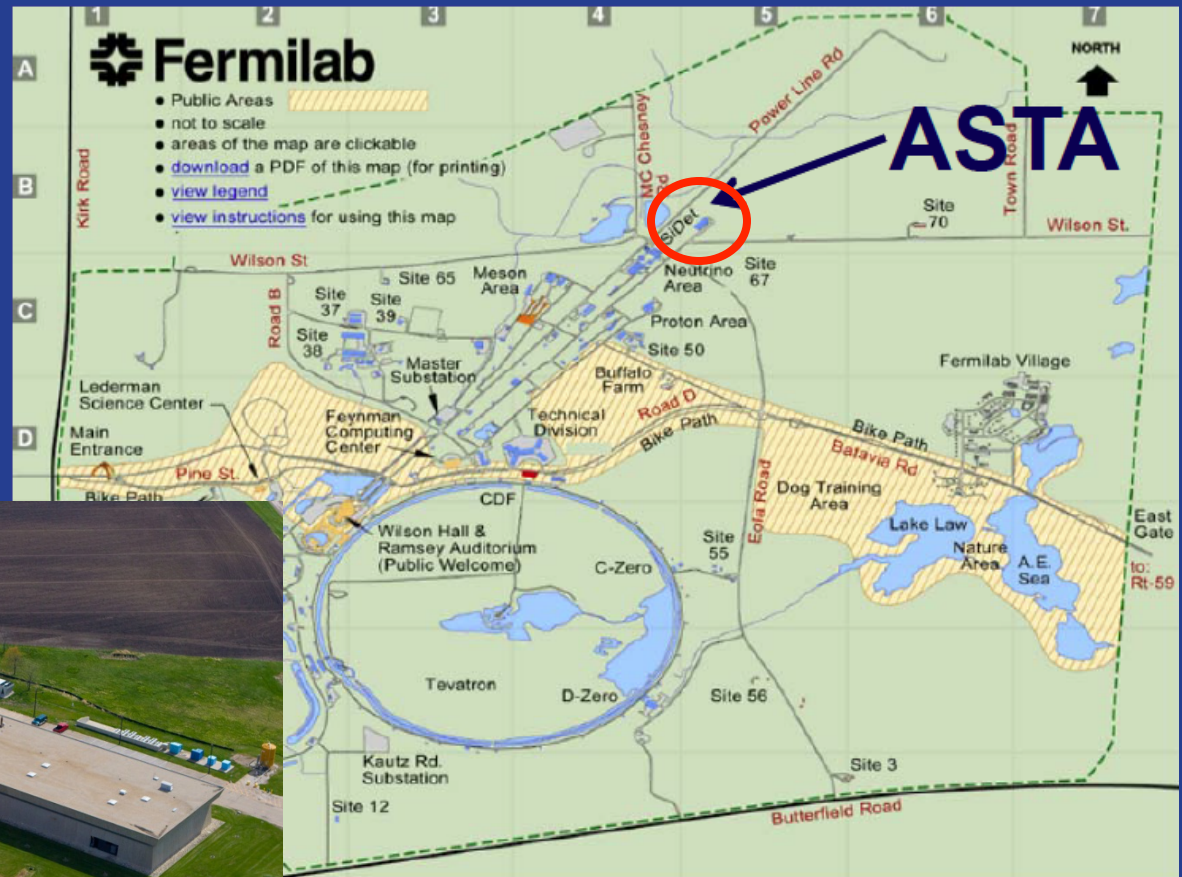 1 2 3 4 5 6 7
A
B
C
D
Fermilab
NORTH
• Public Areas
• not to scale
• areas of the map are clickable
• download a PDF of this map (for printing)
• view legend
• view instructions for using this map
ASTA
Kirk Road
MC Chesney Rd
Power Line Rd
Town Road
SiDet
Site
70
Wilson St.
Wilson St
Site 65
Meson
Area
Neutrino
Area
Site
67
Road B
Site
37
Site
39
Site
38
Proton Area
Site 50
Master
Substation
Buffalo
Farm
Fermilab Village
Lederman
Science Center
Feynman
Computing
Center
Technical
Division
Road D
Bike Path
Bike Path
Batavia Rd
Main
Entrance
Pine St.
Bike Path
CDF
Eola Road
Dog Training
Area
Wilson Hall &
Ramsey Auditorium
(Public Welcome)
C-Zero
Site
55
Lake Law
Nature
Area
A.E.
Sea
East
Gate
to:
Rt-59
Tevatron
D-Zero
Site 56
Kautz Rd.
Substation
Site 3
Site 12
Butterfield Road